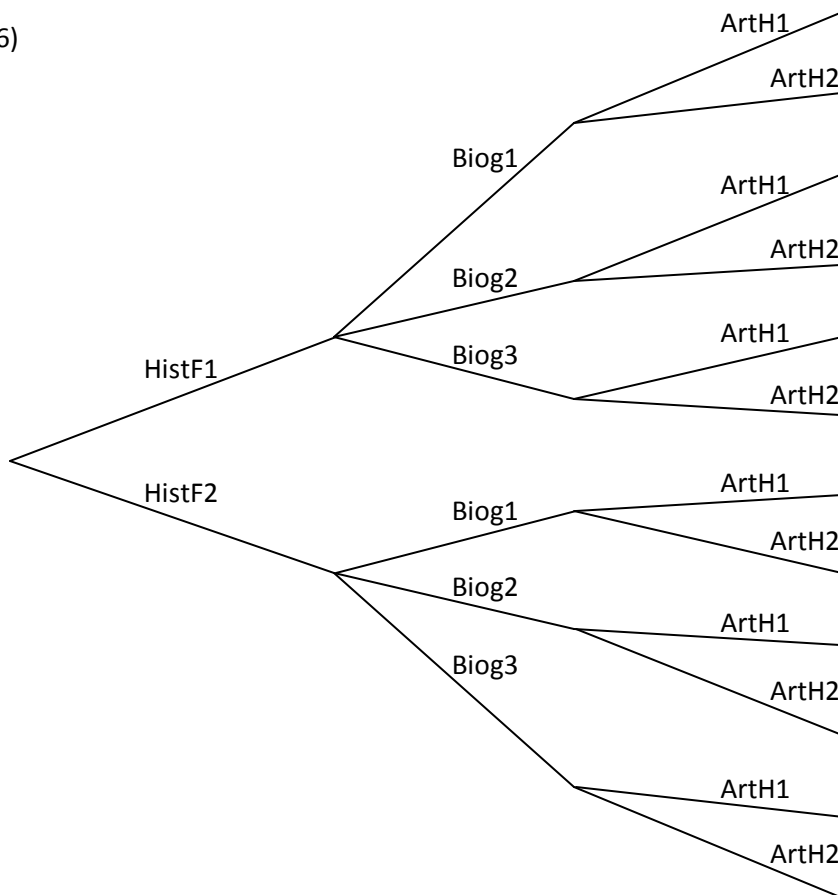 6)
ArtH1
ArtH2
Biog1
ArtH1
ArtH2
Biog2
ArtH1
Biog3
HistF1
ArtH2
HistF2
ArtH1
Biog1
ArtH2
Biog2
ArtH1
Biog3
ArtH2
ArtH1
ArtH2